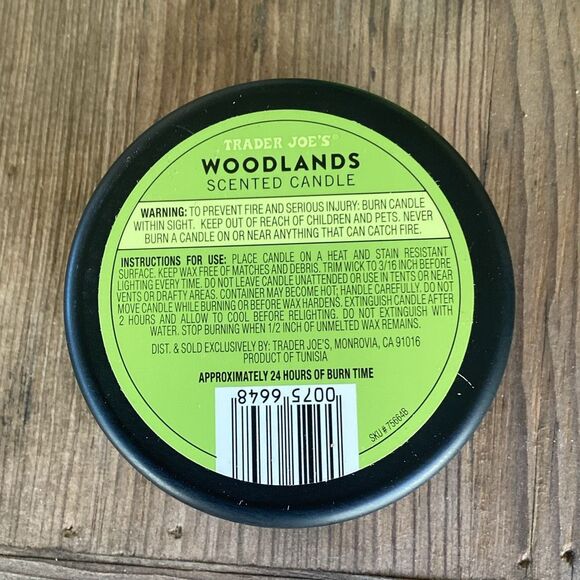 TRADER JOE'S®
WOODLANDS
SCENTED CANDLE
WARNING: TO PREVENT FIRE AND SERIOUS INJURY: BURN CANDLE
WITHIN SIGHT. KEEP OUT OF REACH OF CHILDREN AND PETS. NEVER
BURN A CANDLE ON OR NEAR ANYTHING THAT CAN CATCH FIRE.
INSTRUCTIONS FOR USE: PLACE CANDLE ON A HEAT AND STAIN RESISTANT
SURFACE. KEEP WAX FREE OF MATCHES AND DEBRIS. TRIM WICK TO 3/16 INCH BEFORE
LIGHTING EVERY TIME. DO NOT LEAVE CANDLE UNATTENDED OR USE IN TENTS OR NEAR
VENTS OR DRAFTY AREAS. CONTAINER MAY BECOME HOT; HANDLE CAREFULLY. DO NOT
MOVE CANDLE WHILE BURNING OR BEFORE WAX HARDENS. EXTINGUISH CANDLE AFTER
2 HOURS AND ALLOW TO COOL BEFORE RELIGHTING. DO NOT EXTINGUISH WITH
WATER. STOP BURNING WHEN 1/2 INCH OF UNMELTED WAX REMAINS.
DIST. & SOLD EXCLUSIVELY BY: TRADER JOE'S, MONROVIA, CA 91016
PRODUCT OF TUNISIA
APPROXIMATELY 24 HOURS OF BURN TIME
0075 6648
SKU# 756648